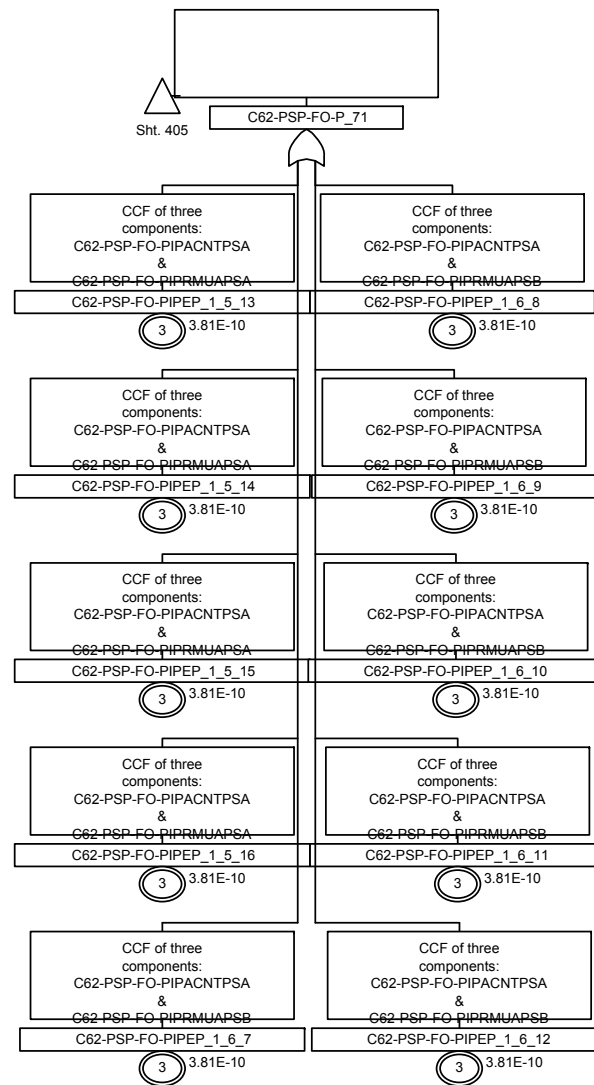 C62-PSP-FO-P_71
Sht. 405
CCF of three
components:
C62-PSP-FO-PIPACNTPSA
&
C62-PSP-FO-PIPRMUAPSA
C62-PSP-FO-PIPEP_1_5_13
3
3.81E-10
CCF of three
components:
C62-PSP-FO-PIPACNTPSA
&
C62-PSP-FO-PIPRMUAPSB
C62-PSP-FO-PIPEP_1_6_8
3
3.81E-10
CCF of three
components:
C62-PSP-FO-PIPACNTPSA
&
C62-PSP-FO-PIPRMUAPSA
C62-PSP-FO-PIPEP_1_5_14
3
3.81E-10
CCF of three
components:
C62-PSP-FO-PIPACNTPSA
&
C62-PSP-FO-PIPRMUAPSB
C62-PSP-FO-PIPEP_1_6_9
3
3.81E-10
CCF of three
components:
C62-PSP-FO-PIPACNTPSA
&
C62-PSP-FO-PIPRMUAPSA
C62-PSP-FO-PIPEP_1_5_15
3
3.81E-10
CCF of three
components:
C62-PSP-FO-PIPACNTPSA
&
C62-PSP-FO-PIPRMUAPSB
C62-PSP-FO-PIPEP_1_6_10
3
3.81E-10
CCF of three
components:
C62-PSP-FO-PIPACNTPSA
&
C62-PSP-FO-PIPRMUAPSA
C62-PSP-FO-PIPEP_1_5_16
3
3.81E-10
CCF of three
components:
C62-PSP-FO-PIPACNTPSA
&
C62-PSP-FO-PIPRMUAPSB
C62-PSP-FO-PIPEP_1_6_11
3
3.81E-10
CCF of three
components:
C62-PSP-FO-PIPACNTPSA
&
C62-PSP-FO-PIPRMUAPSB
C62-PSP-FO-PIPEP_1_6_7
3
3.81E-10
CCF of three
components:
C62-PSP-FO-PIPACNTPSA
&
C62-PSP-FO-PIPRMUAPSB
C62-PSP-FO-PIPEP_1_6_12
3
3.81E-10